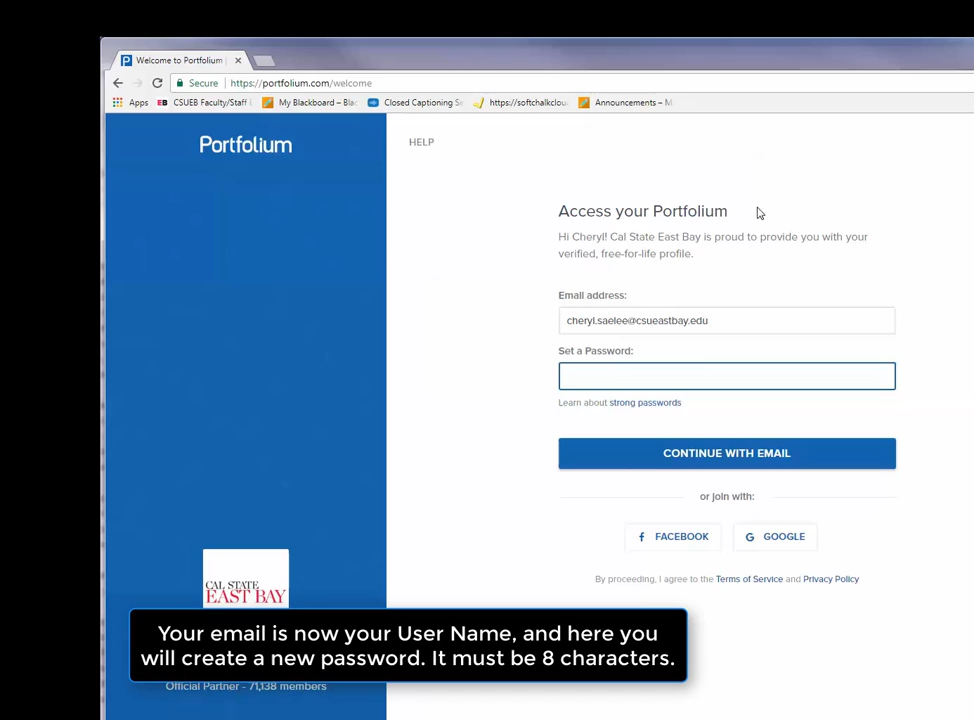 Welcome to Portfolium
Secure
https://portfolium.com/welcome
Apps
CSUEB Faculty/Staff
My Blackboard – Blac
Closed Captioning Se
https://softchalkclou
Announcements – M
Portfolium
HELP
Access your Portfolium
Hi Cheryl! Cal State East Bay is proud to provide you with your
verified, free-for-life profile.
Email address:
cheryl.saelee@csueastbay.edu
Set a Password:
Learn about strong passwords
CONTINUE WITH EMAIL
or join with:
FACEBOOK
GOOGLE
By proceeding, I agree to the Terms of Service and Privacy Policy
CAL STATE
EAST BAY
Your email is now your User Name, and here you
will create a new password. It must be 8 characters.
Official Partner - 71,138 members